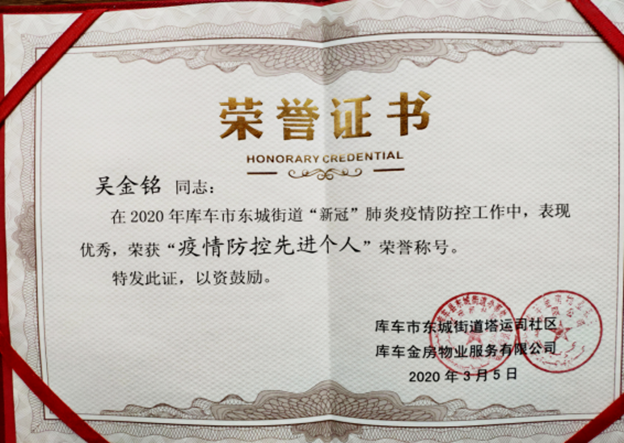 荣誉证书
HONORARY CREDENTIAL
吴金铭 同志：
在2020年库车市东城街道“新冠”肺炎疫情防控工作中，表现
优秀，荣获“疫情防控先进个人”荣誉称号。
特发此证，以资鼓励。
库车市东城街道塔运司社区
库车金房物业服务有限公司
2020年3月5日